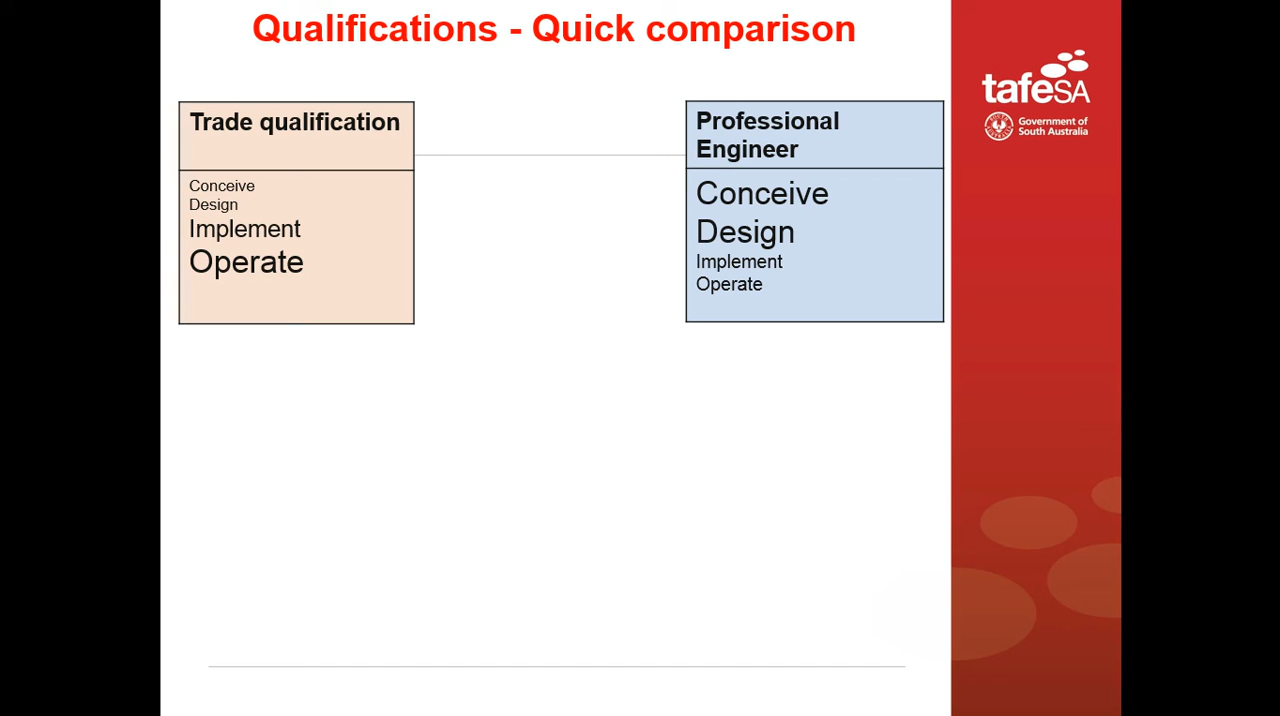 Qualifications - Quick comparison
Trade qualification
Conceive
Design
Implement
Operate
Professional
Engineer
Conceive
Design
Implement
Operate
tafeSA
Government of
South Australia